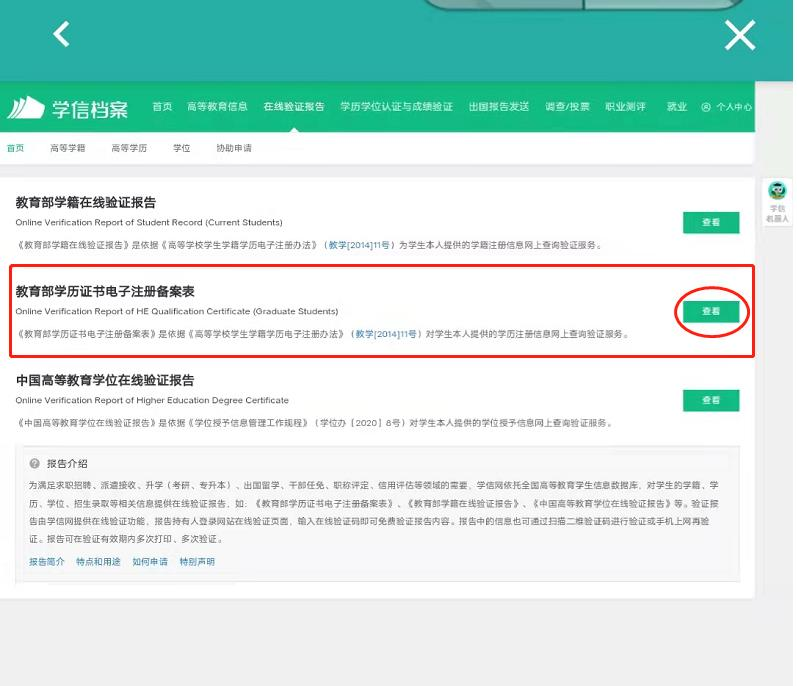 学信档案 首页 高等教育信息 在线验证报告 学历学位认证与成绩验证 出国报告发送 调查/投票 职业测评 就业 个人中心
首页 高等学籍 高等学历 学位 协助申请
学信
机器人
教育部学籍在线验证报告
Online Verification Report of Student Record (Current Students)
查看
《教育部学籍在线验证报告》是依据《高等学校学生学籍学历电子注册办法》（教学[2014]11号）为学生本人提供的学籍注册信息网上查询验证服务。
教育部学历证书电子注册备案表
Online Verification Report of HE Qualification Certificate (Graduate Students)
查看
《教育部学历证书电子注册备案表》是依据《高等学校学生学籍学历电子注册办法》（教学[2014]11号）对学生本人提供的学历注册信息网上查询验证服务。
中国高等教育学位在线验证报告
Online Verification Report of Higher Education Degree Certificate
查看
《中国高等教育学位在线验证报告》是依据《学位授予信息管理工作规程》（学位办［2020］8号）对学生本人提供的学位授予信息网上查询验证服务。
报告介绍
为满足求职招聘、派遣接收、升学（考研、专升本）、出国留学、干部任免、职称评定、信用评估等领域的需要，学信网依托全国高等教育学生信息数据库，对学生的学籍、学
历、学位、招生录取等相关信息提供在线验证报告，如：《教育部学历证书电子注册备案表》、《教育部学籍在线验证报告》、《中国高等教育学位在线验证报告》等。验证报
告由学信网提供在线验证功能，报告持有人登录网站在线验证页面，输入在线验证码即可免费验证报告内容。报告中的信息也可通过扫描二维验证码进行验证或手机上网再验
证。报告可在验证有效期内多次打印、多次验证。
报告简介 特点和用途 如何申请 特别声明